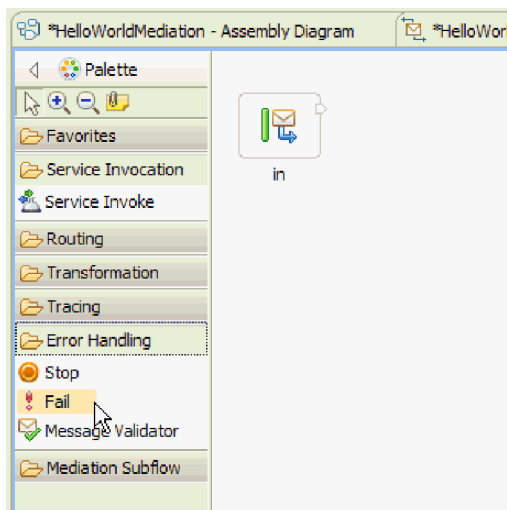 *HelloWorldMediation - Assembly Diagram
*HelloWor
Palette
Favorites
Service Invocation
Service Invoke
Routing
Transformation
Tracing
Error Handling
Stop
Fail
Message Validator
Mediation Subflow
in